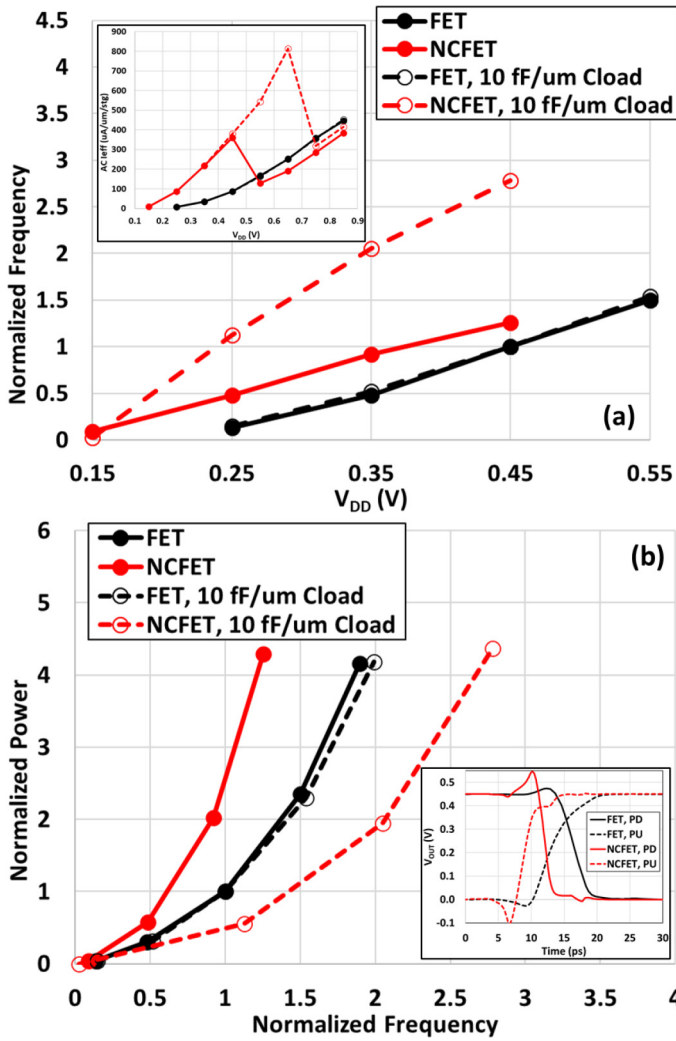 4.5
4
3.5
3
2.5
2
1.5
1
0.5
0
Normalized Frequency
FET
NCFET
FET, 10 fF/um Cload
NCFET, 10 fF/um Cload
900
800
700
600
500
400
300
200
100
0
AC Ieff (uA/um/stg)
0.1 0.2 0.3 0.4 0.5 0.6 0.7 0.8 0.9
V_DD (V)
(a)
0.15 0.25 0.35 0.45 0.55
V_DD (V)
6
5
4
3
2
1
0
Normalized Power
FET
NCFET
FET, 10 fF/um Cload
NCFET, 10 fF/um Cload
(b)
0.5
0.4
0.3
0.2
0.1
0.0
-0.1
V_OUT (V)
FET, PD
FET, PU
NCFET, PD
NCFET, PU
0 5 10 15 20 25 30
Time (ps)
0 0.5 1 1.5 2 2.5 3 3.5 4
Normalized Frequency